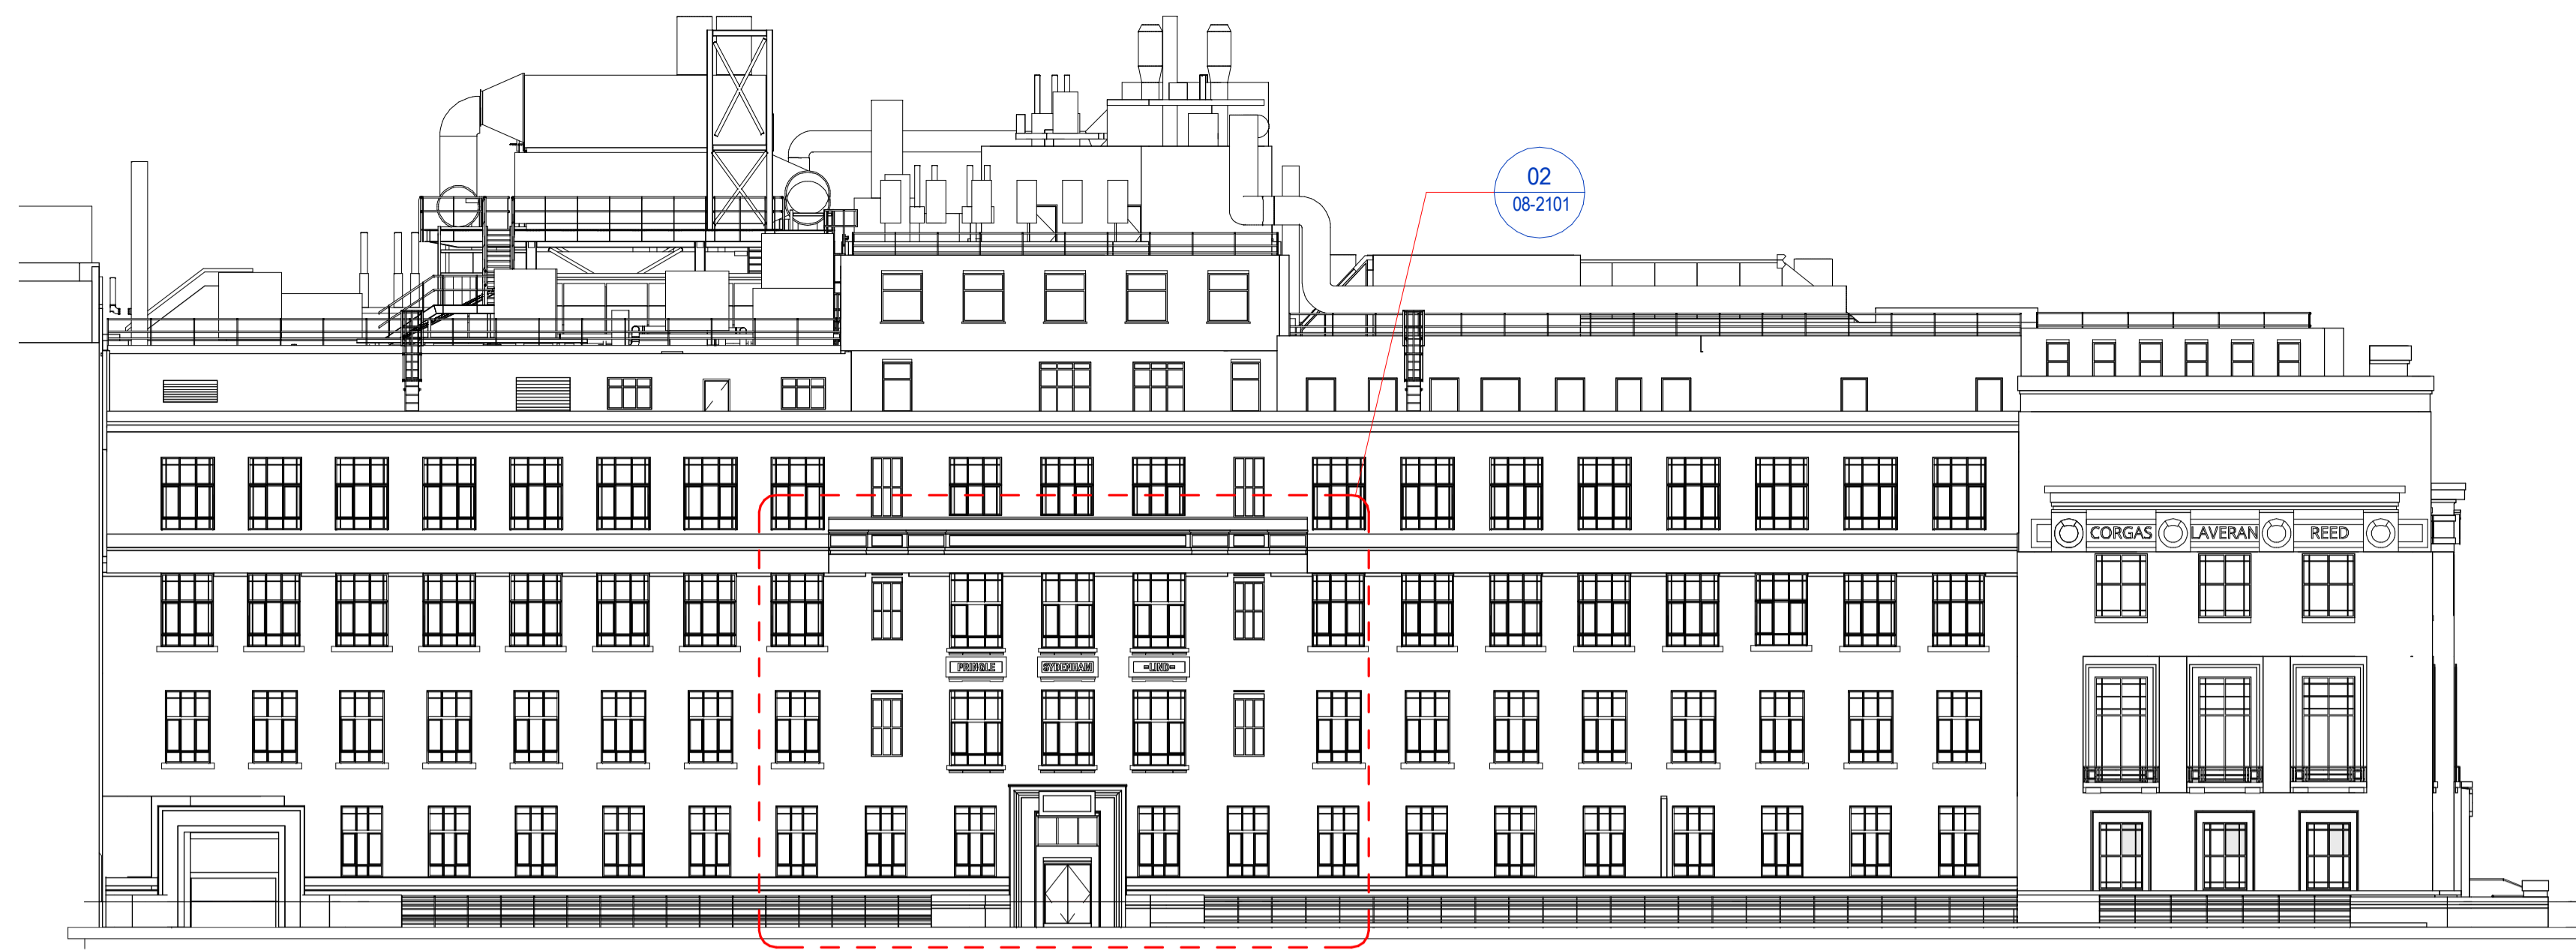 02
08-2101
CORGAS LAVERAN REED
PRINGLE SYDENHAM =LIND=